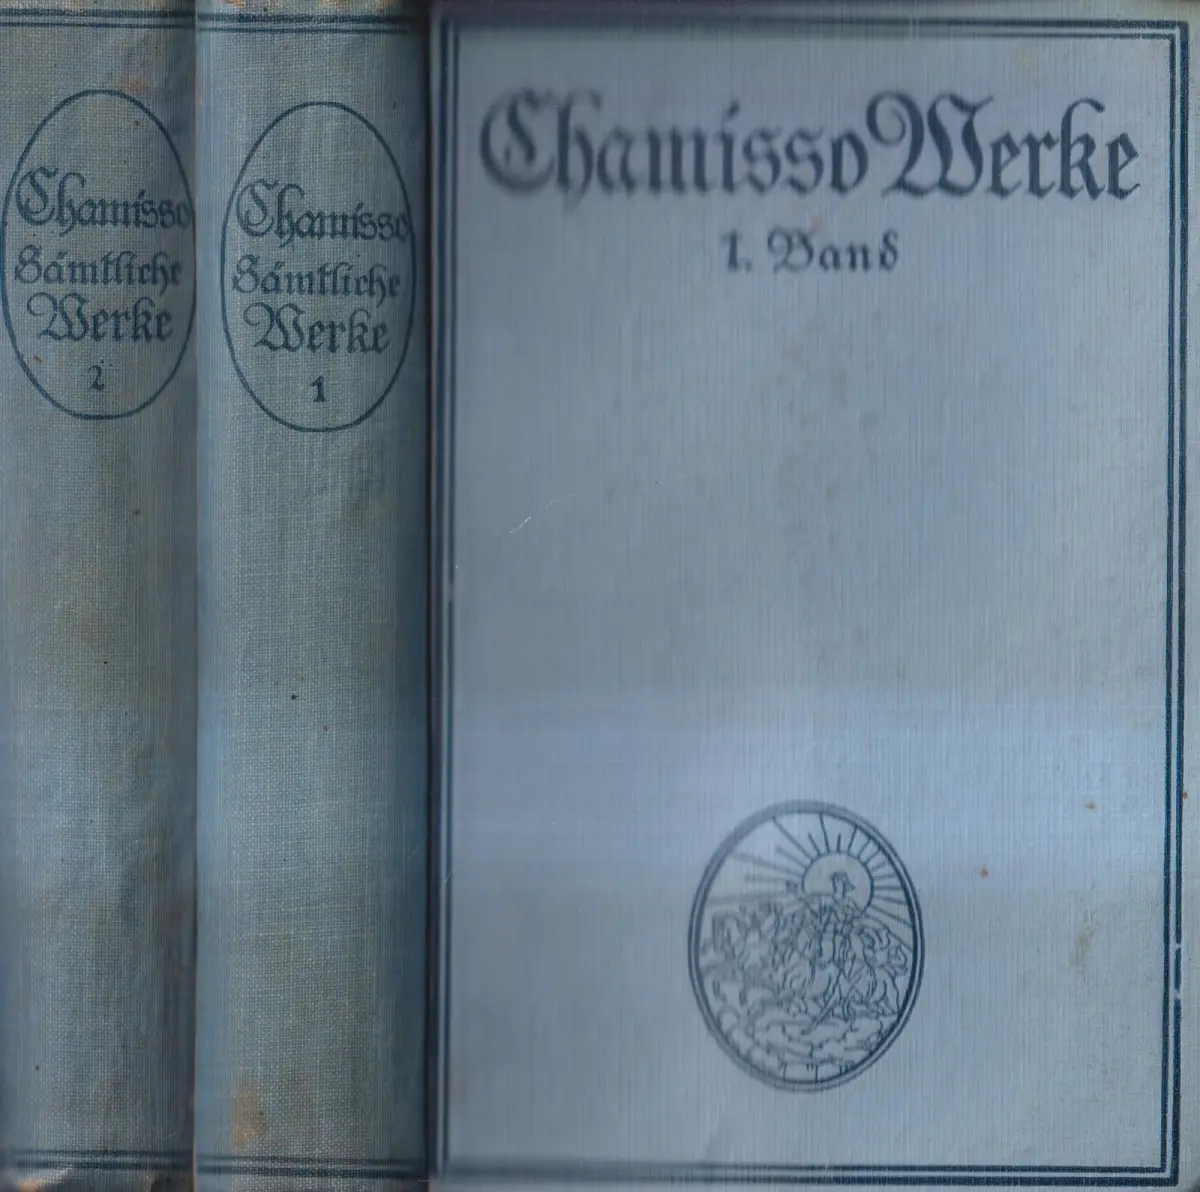 Chamisso
Sämtliche
Werke
2
Chamisso
Sämtliche
Werke
1
Chamisso Werke
1. Band